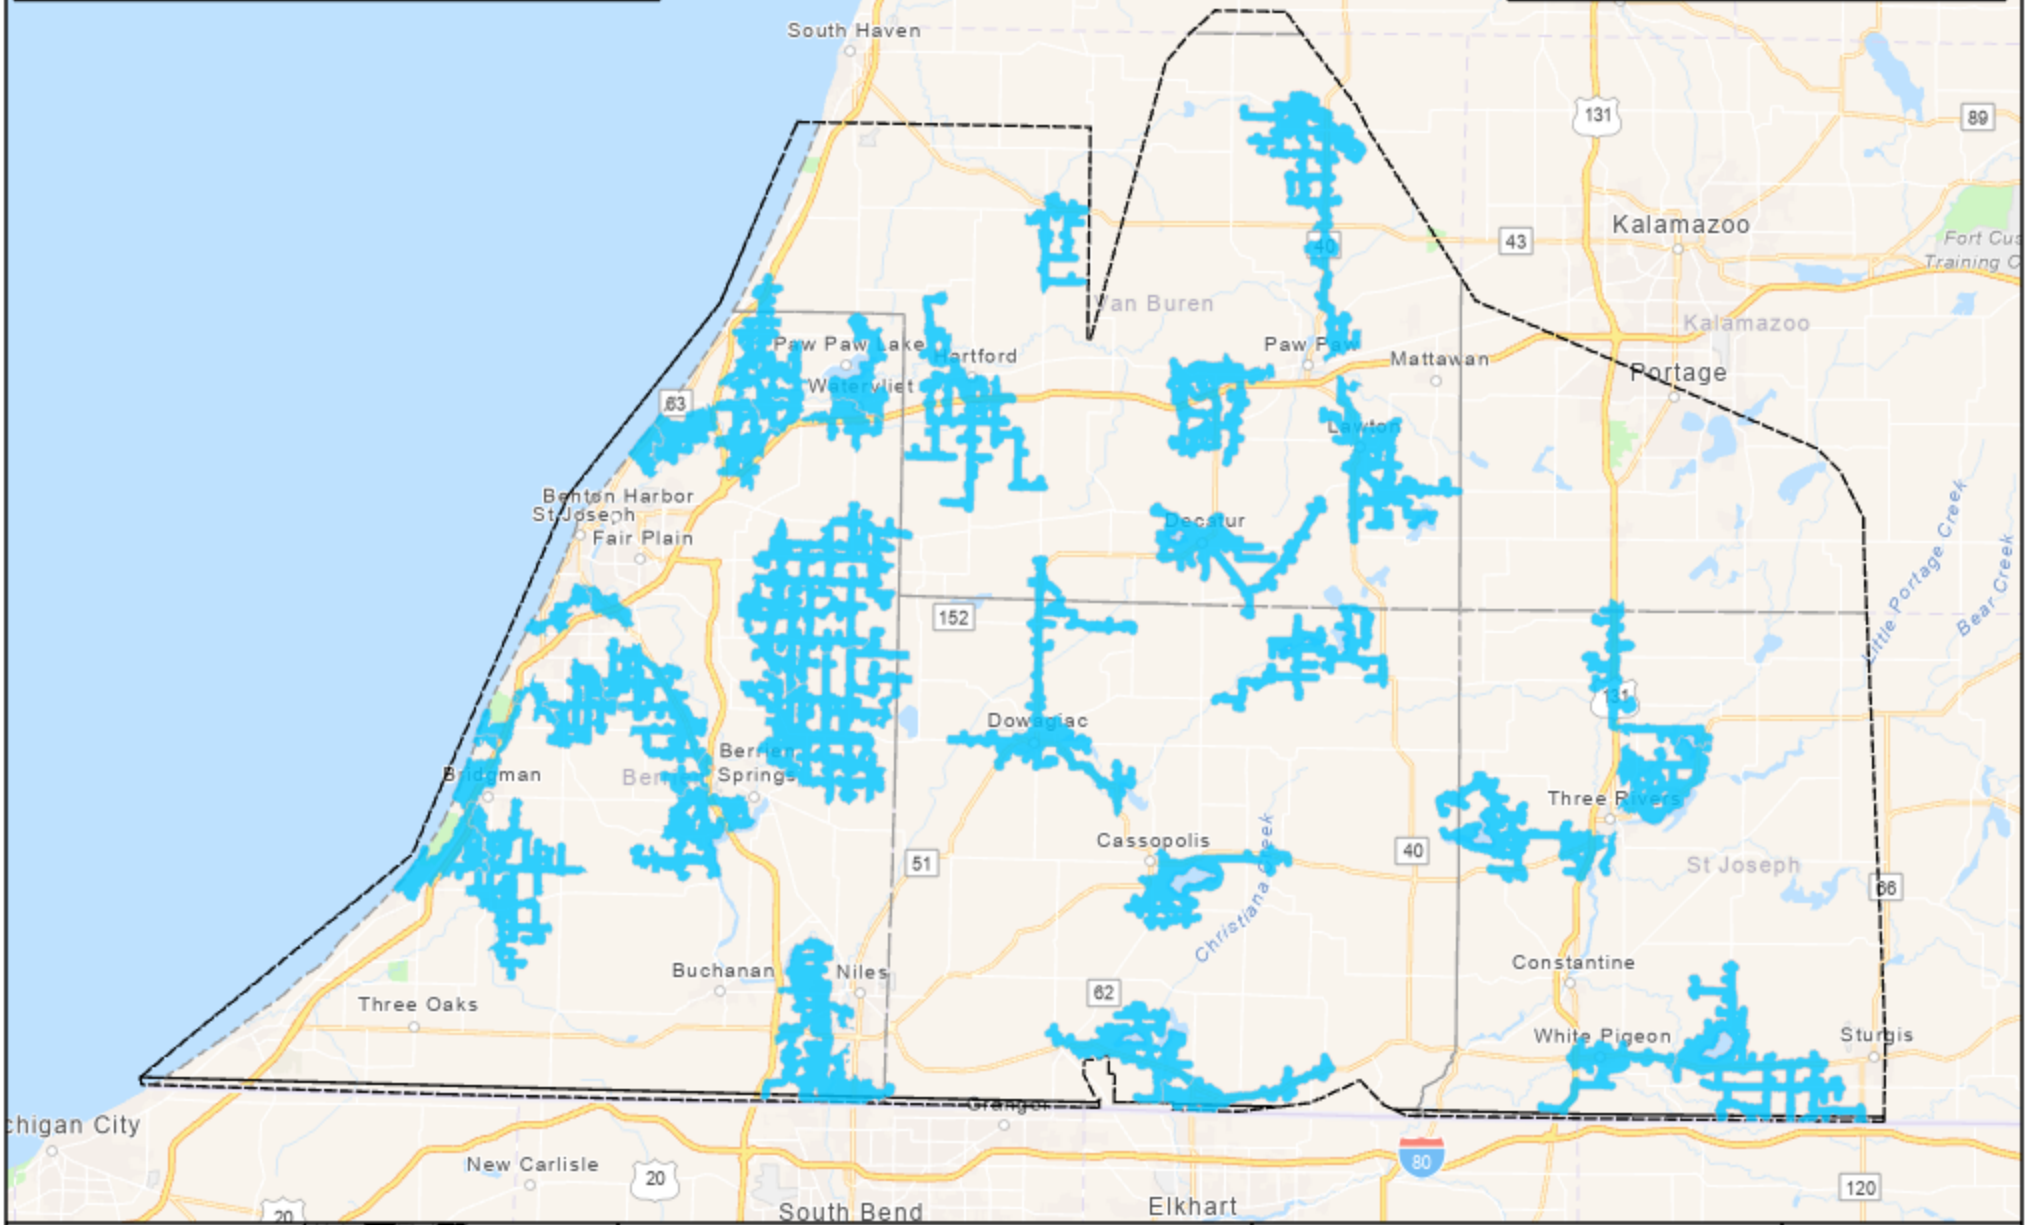 South Haven
131
89
Kalamazoo
43
40
Fort Cus
Training C
Van Buren
Kalamazoo
Paw Paw Lake
Hartford
Paw Paw
Mattawan
Watervliet
Portage
63
Lawton
Benton Harbor
St Joseph
Decatur
Fair Plain
Little Portage Creek
Bear Creek
152
131
Dowagiac
Berrien
Springs
Bridgman
Three Rivers
Cassopolis
51
40
St Joseph
66
Christiana Creek
Buchanan
Niles
Constantine
62
Three Oaks
White Pigeon
Sturgis
Granger
chigan City
New Carlisle
20
80
120
20
South Bend
Elkhart